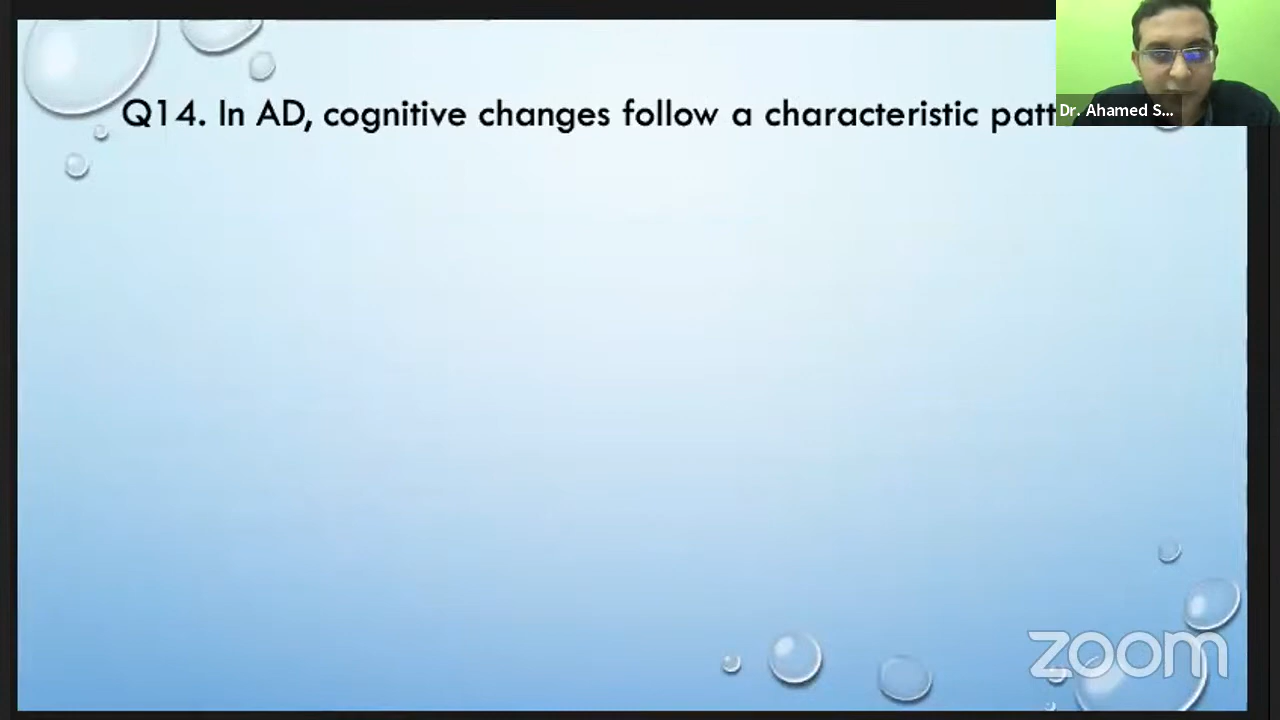 Q14. In AD, cognitive changes follow a characteristic patt
Dr. Ahamed S...
zoom